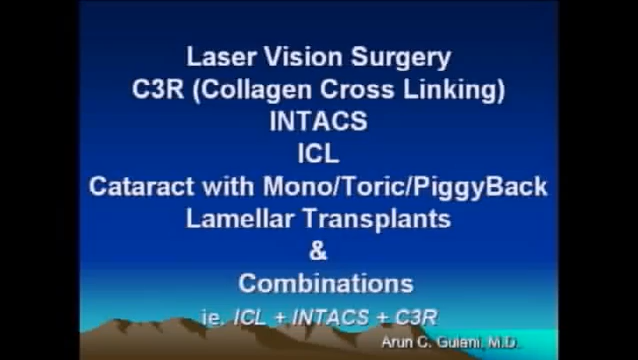 Laser Vision Surgery
C3R (Collagen Cross Linking)
INTACS
ICL
Cataract with Mono/Toric/PiggyBack
Lamellar Transplants
&
Combinations
ie. ICL + INTACS + C3R
Arun C. Gulani, M.D.